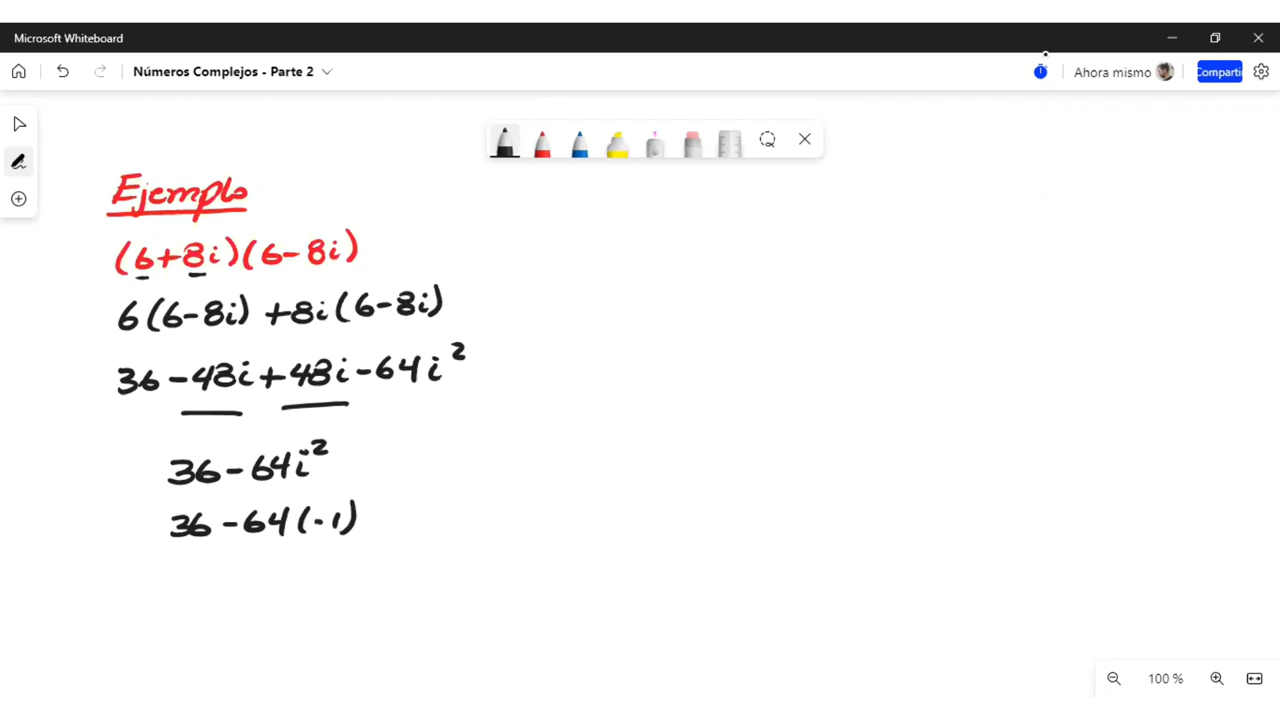 Microsoft Whiteboard
Números Complejos - Parte 2
Ahora mismo
Comparti
Ejemplo
(6+8i)(6-8i)
6(6-8i) +8i(6-8i)
36-48i+48i-64i²
36-64i²
36-64(-1)
100 %